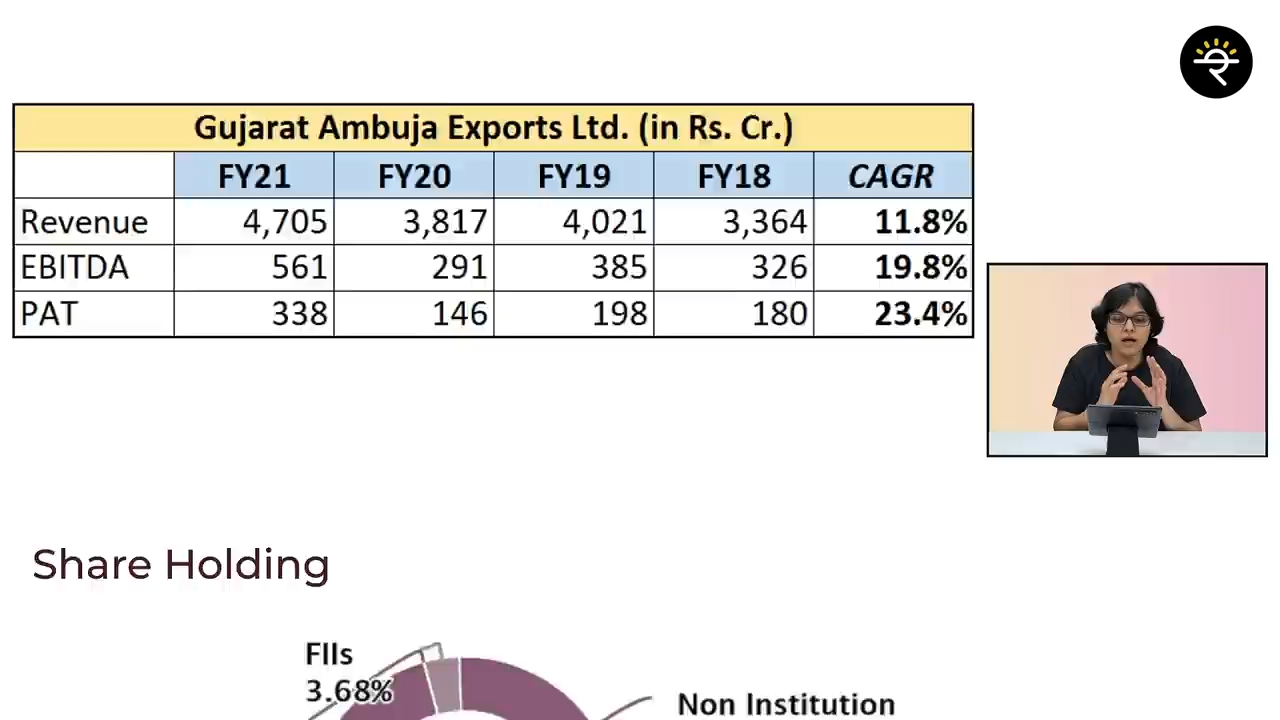 Gujarat Ambuja Exports Ltd. (in Rs. Cr.)
FY21 FY20 FY19 FY18 CAGR
Revenue 4,705 3,817 4,021 3,364 11.8%
EBITDA 561 291 385 326 19.8%
PAT 338 146 198 180 23.4%
Share Holding
FIIs
3.68%
Non Institution